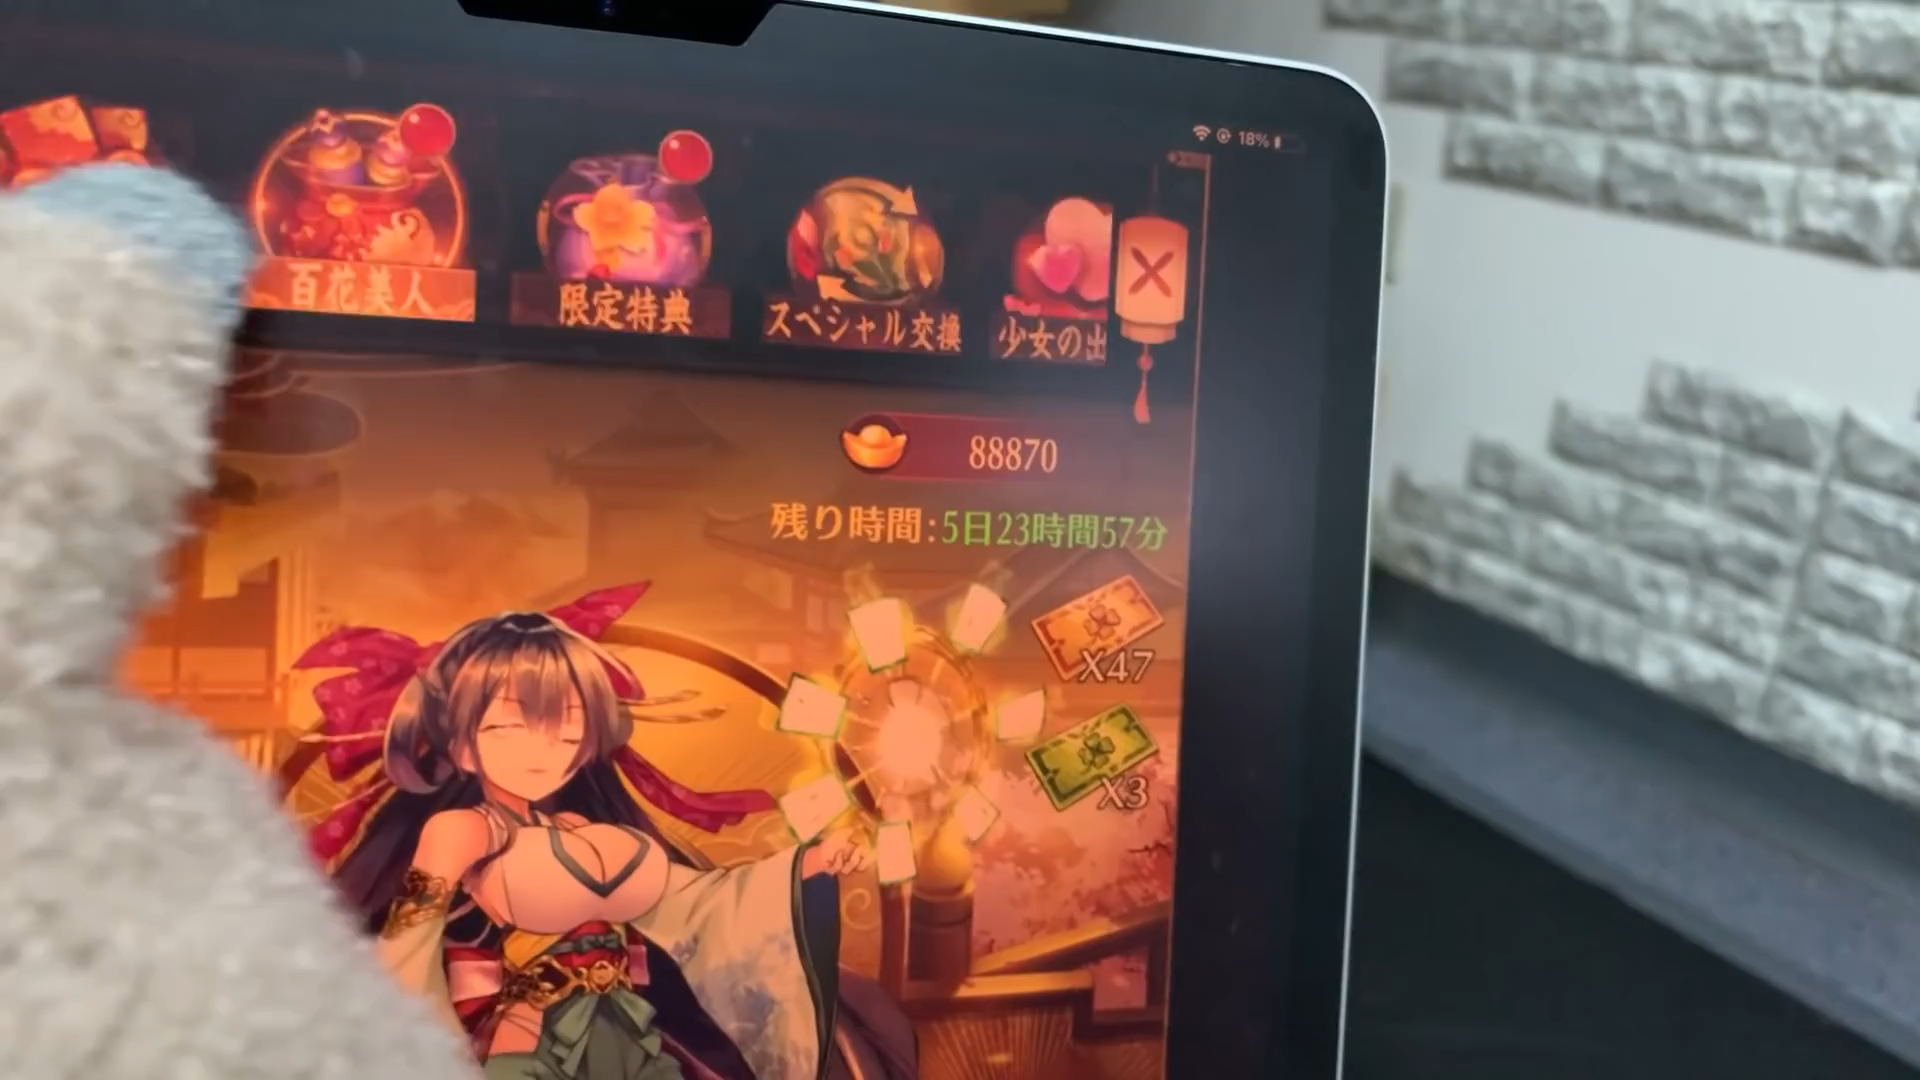 18%
百花美人
限定特典
スペシャル交換
少女の出
88870
残り時間:5日23時間57分
X47
X3